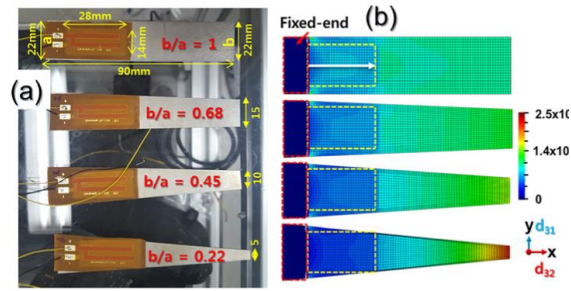 (a)
28mm
22mm
a
14mm
b/a = 1
b
22mm
90mm
b/a = 0.68
15
b/a = 0.45
10
b/a = 0.22
5
(b)
Fixed-end
2.5x10
1.4x10
0
y d31
x
d32